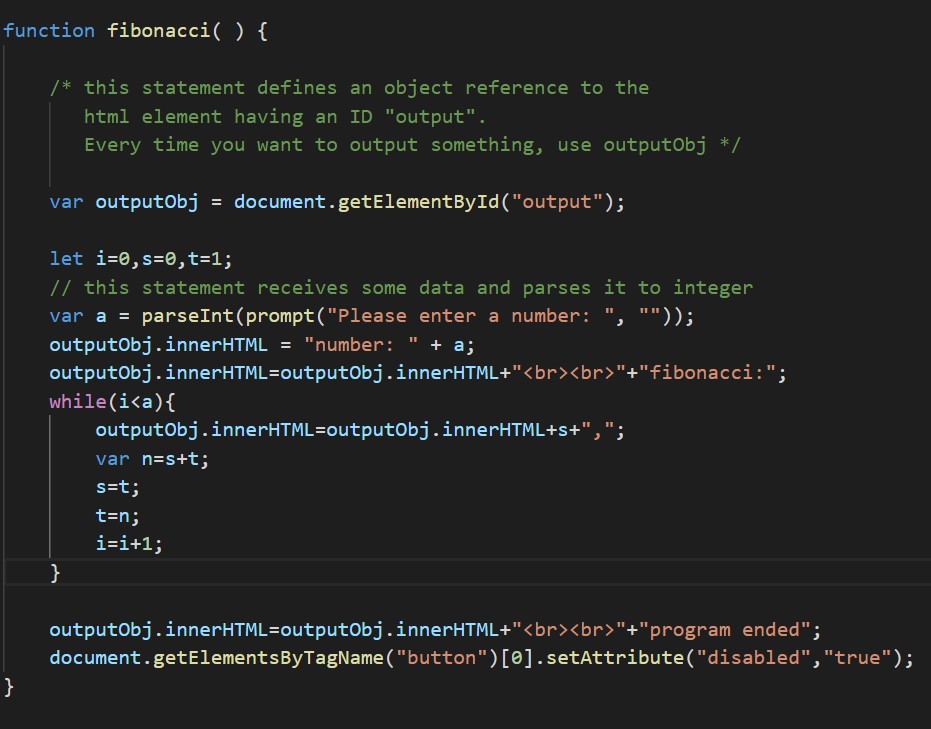 function fibonacci( ) {
/* this statement defines an object reference to the
html element having an ID "output".
Every time you want to output something, use outputObj */
var outputObj = document.getElementById("output");
let i=0,s=0,t=1;
// this statement receives some data and parses it to integer
var a = parseInt(prompt("Please enter a number: ", ""));
outputObj.innerHTML = "number: " + a;
outputObj.innerHTML=outputObj.innerHTML+"<br><br>"+"fibonacci:";
while(i<a){
outputObj.innerHTML=outputObj.innerHTML+s+",";
var n=s+t;
s=t;
t=n;
i=i+1;
}
outputObj.innerHTML=outputObj.innerHTML+"<br><br>"+"program ended";
document.getElementsByTagName("button")[0].setAttribute("disabled","true");
}